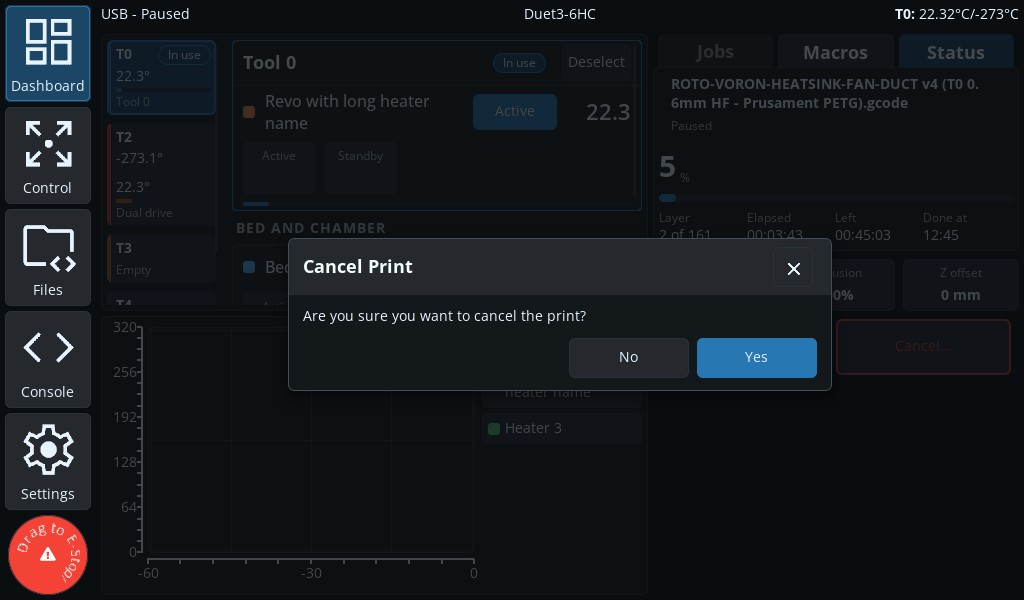 USB - Paused
Duet3-6HC
T0: 22.32°C/-273°C
Dashboard
Control
Files
Console
Settings
Drag to E-Stop!
T0
In use
22.3°
Tool 0
T2
-273.1°
22.3°
Dual drive
T3
Empty
T4
Tool 0
In use
Deselect
Revo with long heater
name
Active
22.3
Active
Standby
BED AND CHAMBER
Jobs
Macros
Status
ROTO-VORON-HEATSINK-FAN-DUCT v4 (T0 0.
6mm HF - Prusament PETG).gcode
Paused
5 %
Layer
Elapsed
Left
Done at
2 of 161
00:03:43
00:45:03
12:45
Z offset
0 mm
Cancel...
Cancel Print
Are you sure you want to cancel the print?
No
Yes
heater name
Heater 3
320
256
192
128
64
0
-60
-30
0